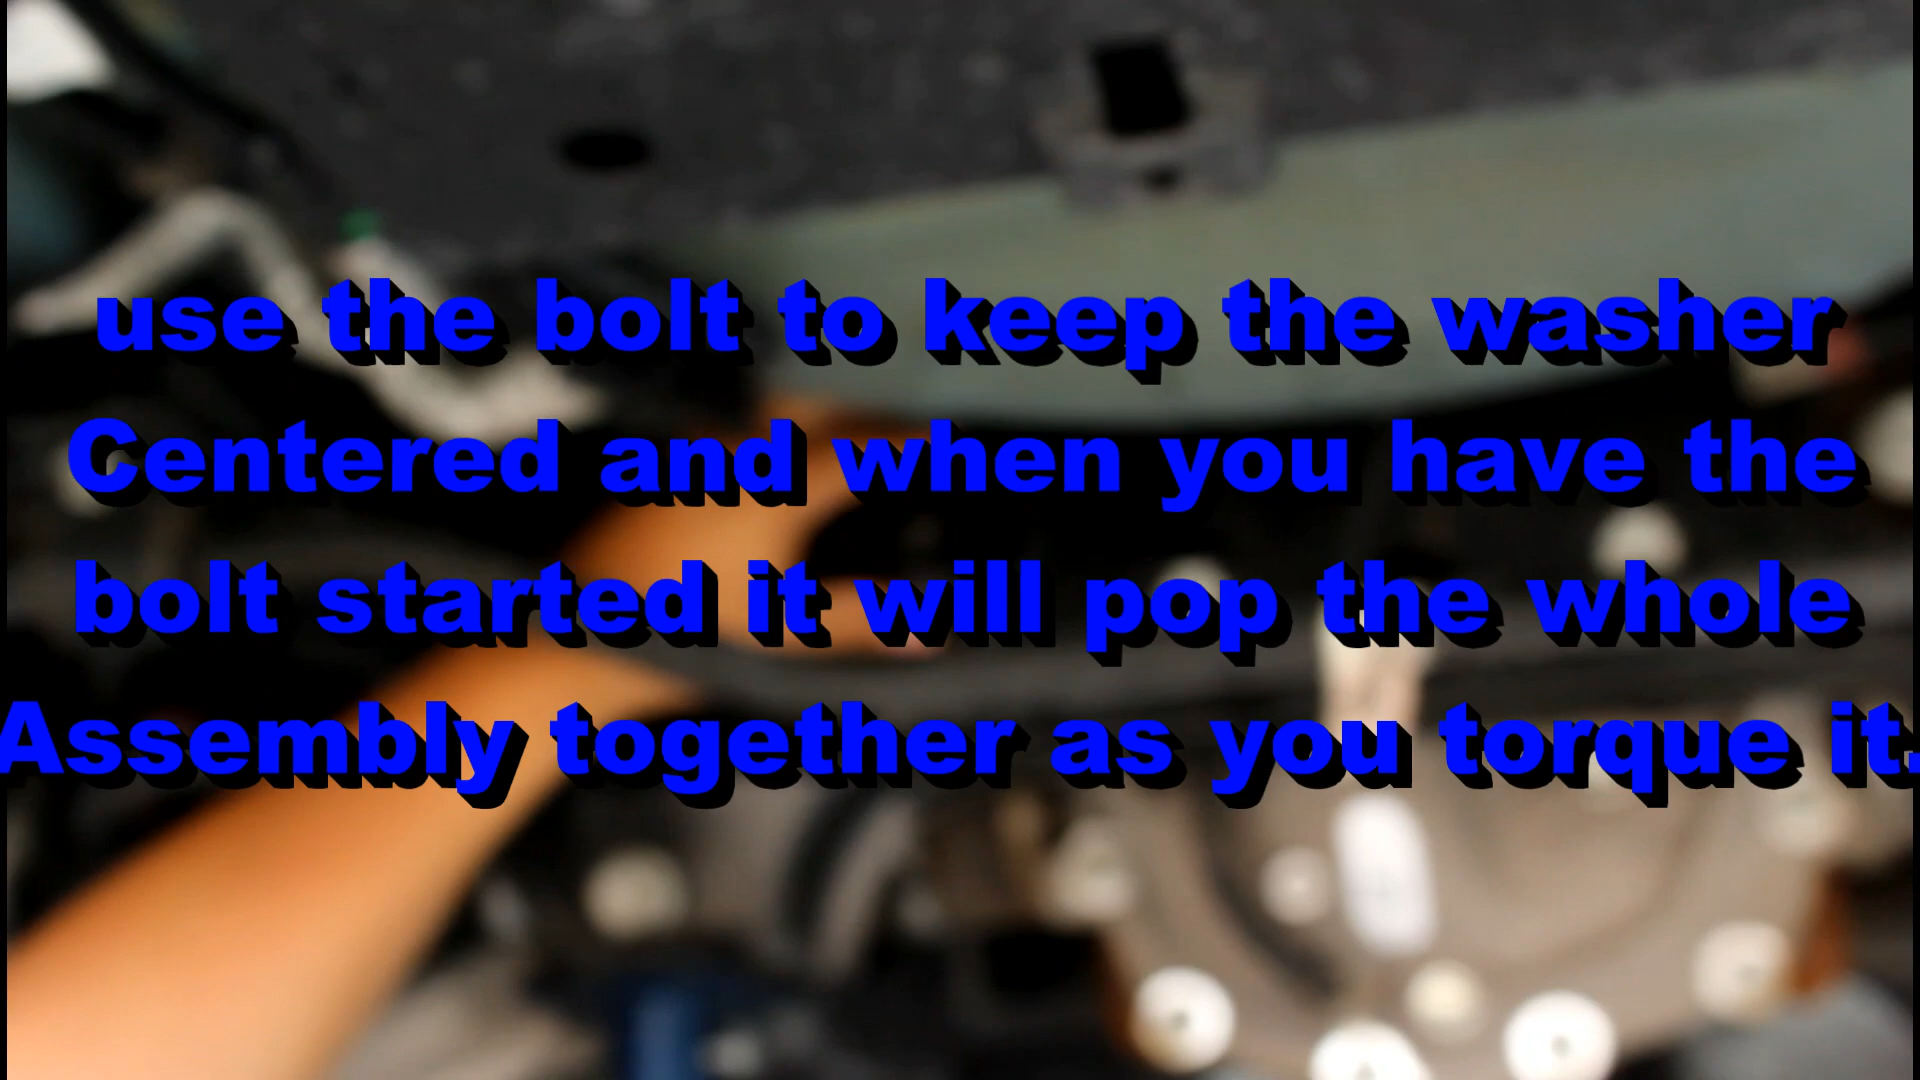 use the bolt to keep the washer
Centered and when you have the
bolt started it will pop the whole
Assembly together as you torque it.